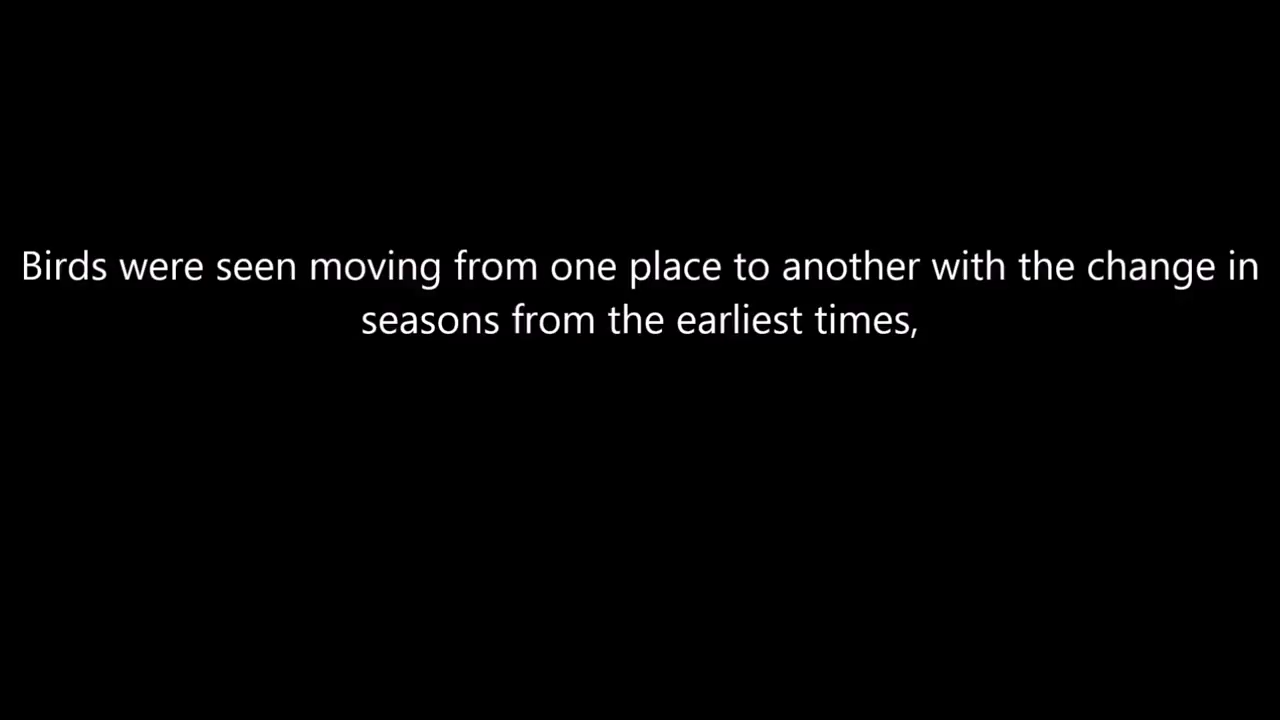 Birds were seen moving from one place to another with the change in
seasons from the earliest times,